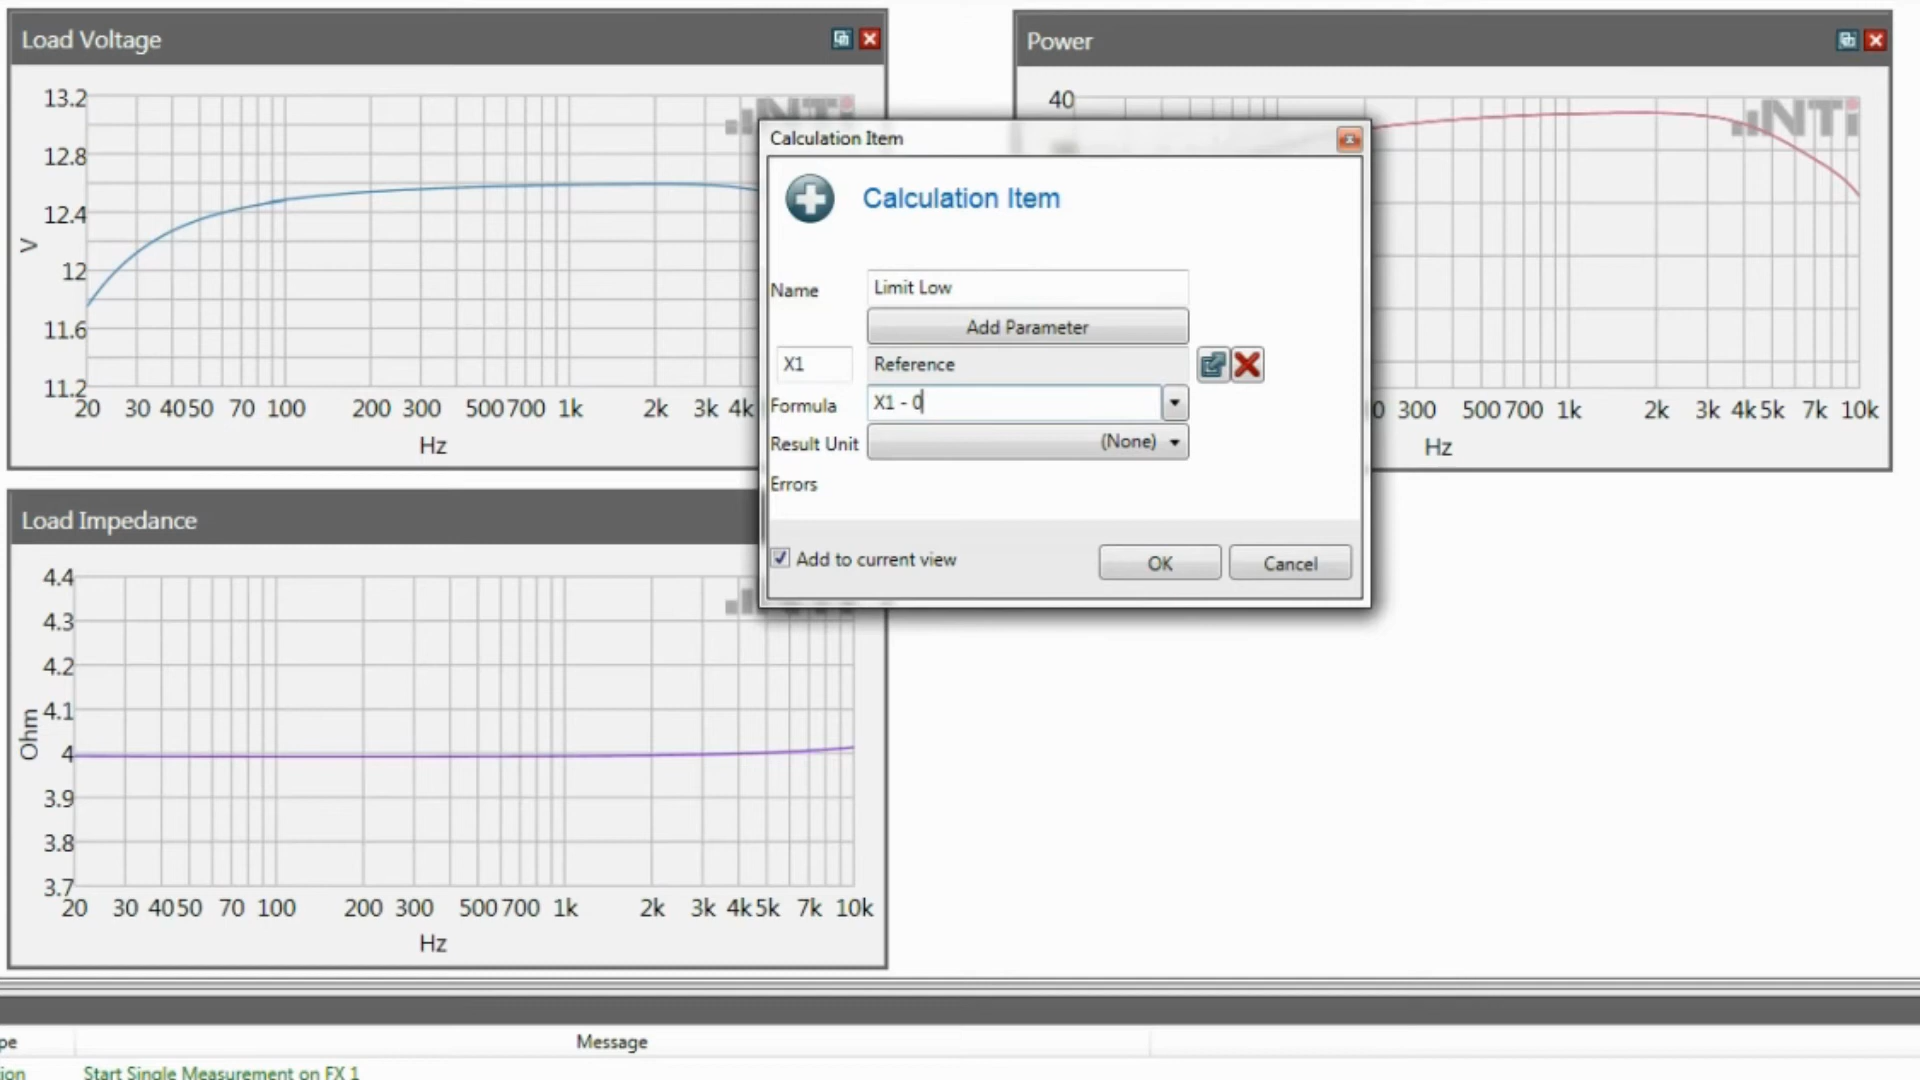 Load Voltage
13.2
12.8
12.4
12
11.6
11.2
V
20 30 40 50 70 100 200 300 500 700 1k 2k 3k 4k
Hz
NTi
Power
40
NTi
0 300 500 700 1k 2k 3k 4k 5k 7k 10k
Hz
Calculation Item
Calculation Item
Name Limit Low
Add Parameter
X1 Reference
Formula X1 - 0
Result Unit (None)
Errors
Add to current view
OK Cancel
Load Impedance
4.4
4.3
4.2
4.1
4
3.9
3.8
3.7
Ohm
20 30 40 50 70 100 200 300 500 700 1k 2k 3k 4k 5k 7k 10k
Hz
pe Message
ion Start Single Measurement on FX 1